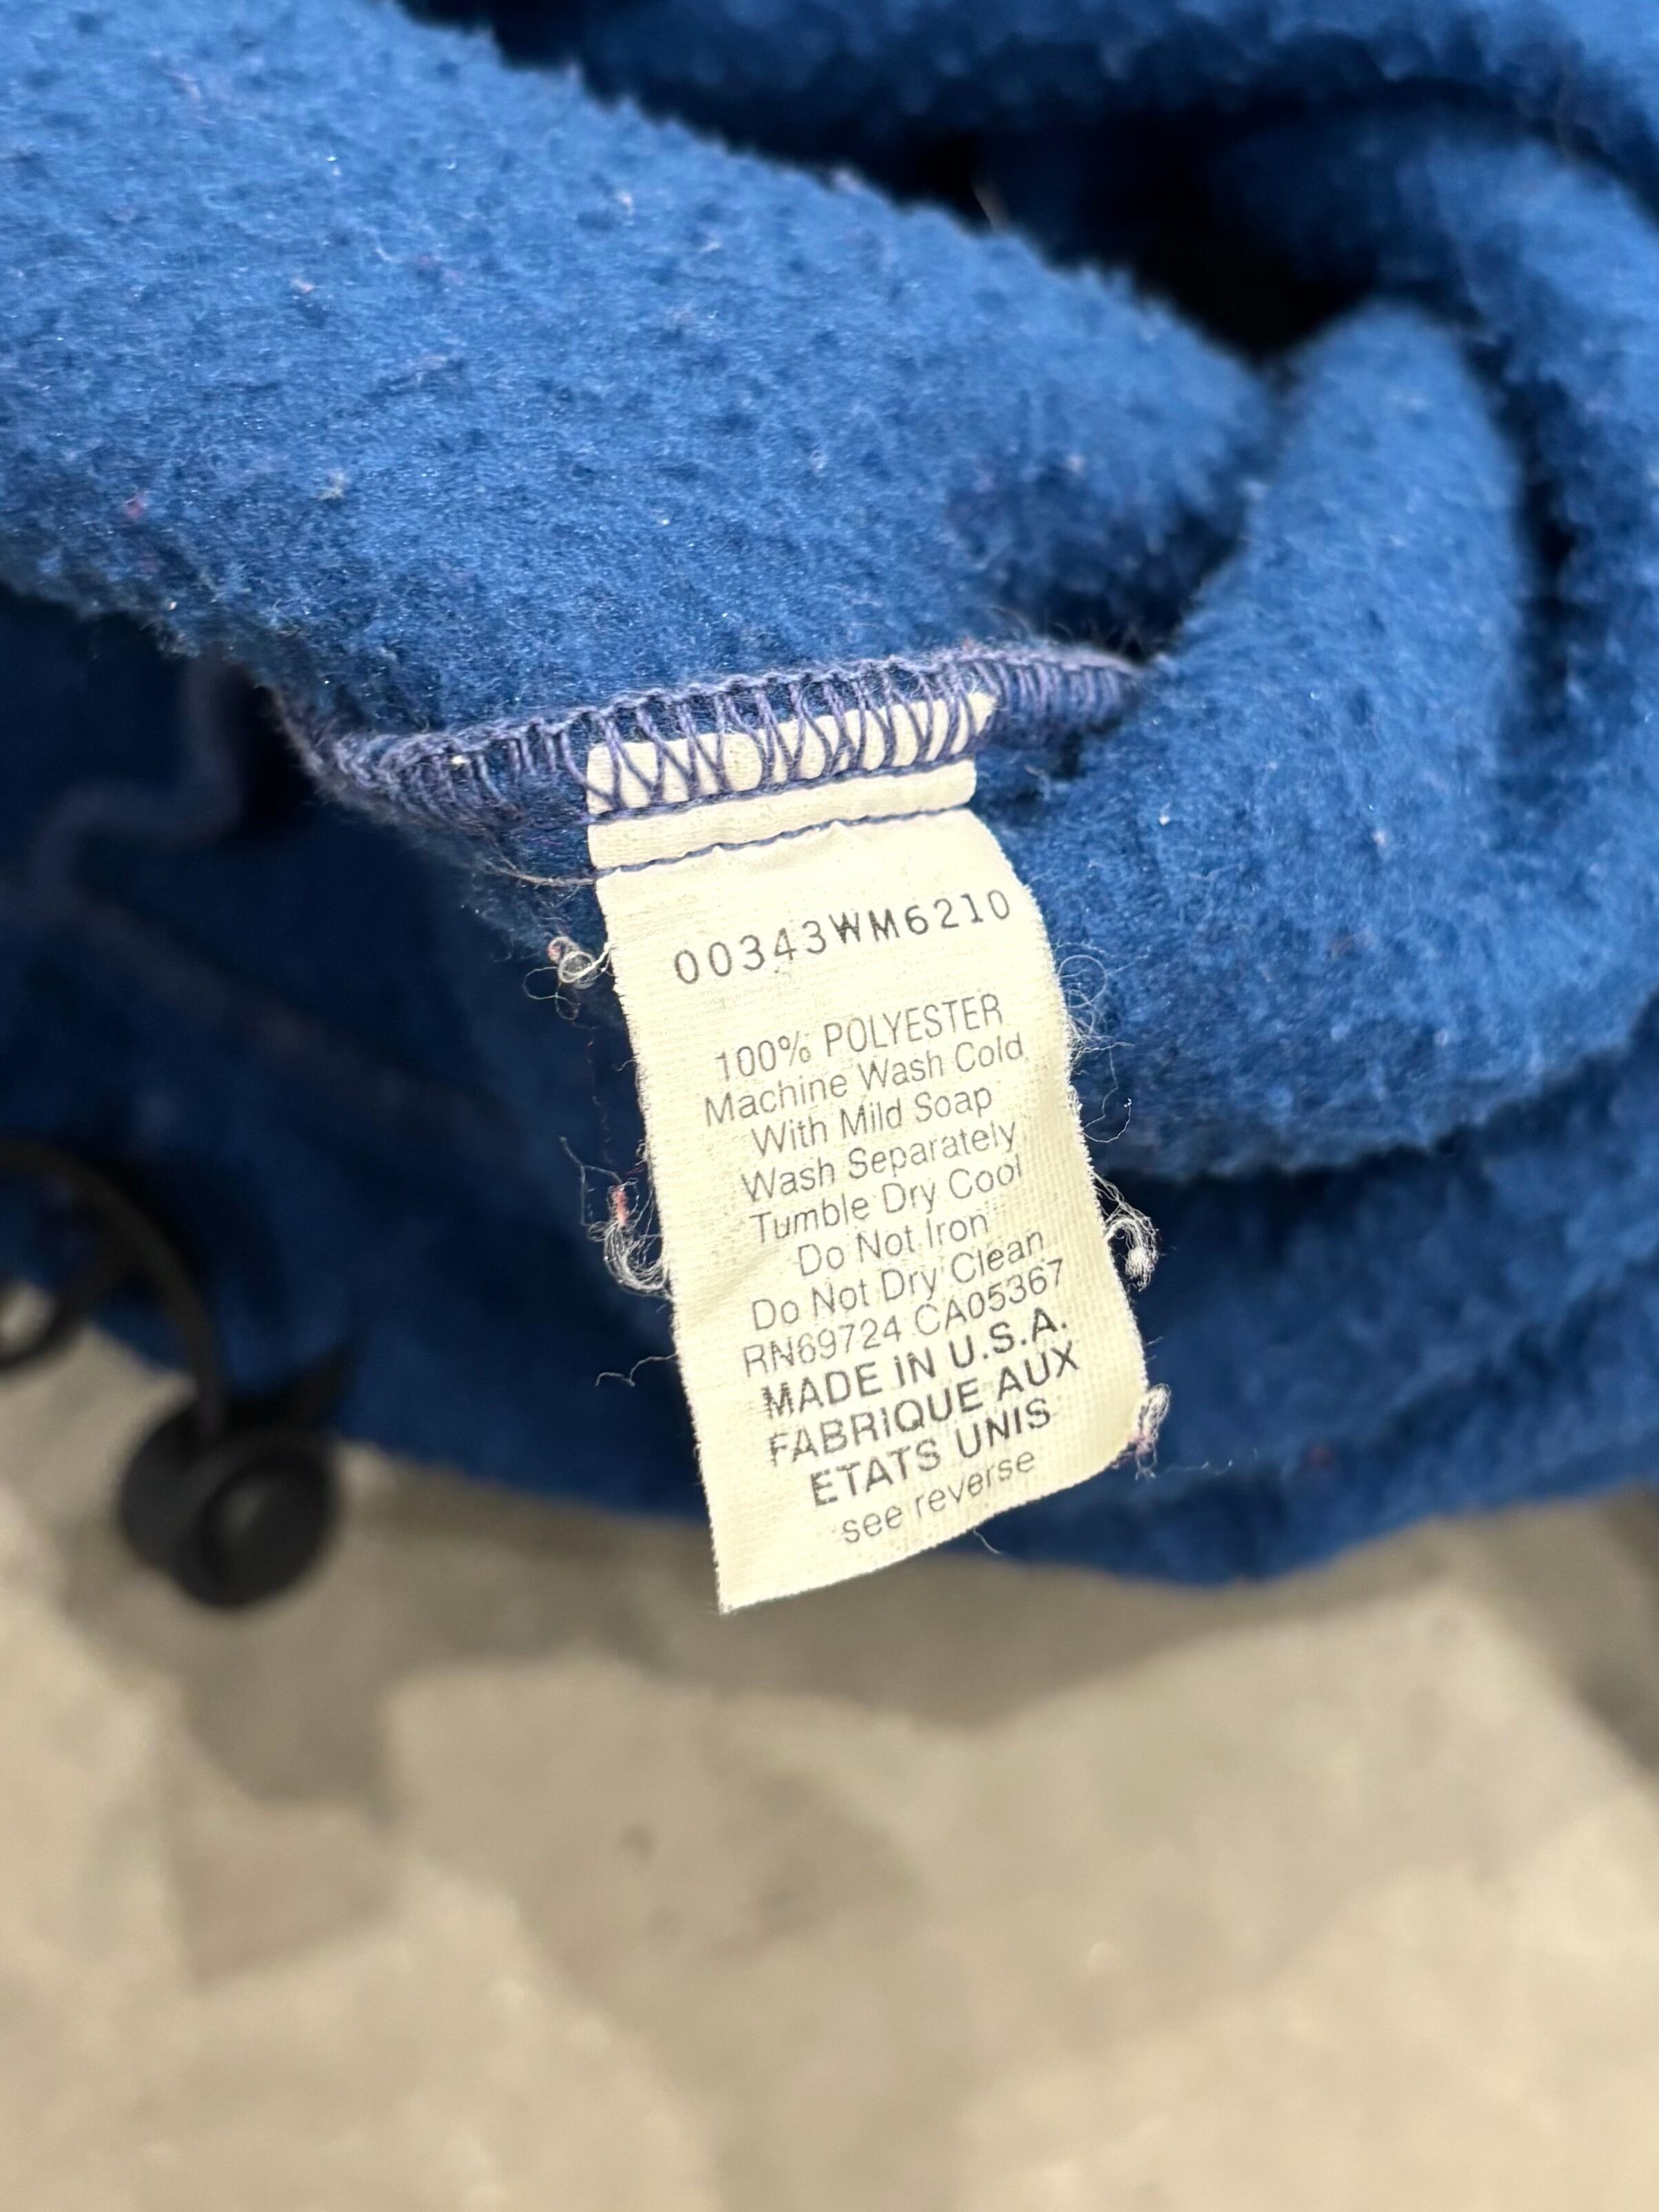 00343WM6210
100% POLYESTER
Machine Wash Cold
With Mild Soap
Wash Separately
Tumble Dry Cool
Do Not Iron
Do Not Dry Clean
RN69724 CA05367
MADE IN U.S.A.
FABRIQUE AUX
ETATS UNIS
see reverse